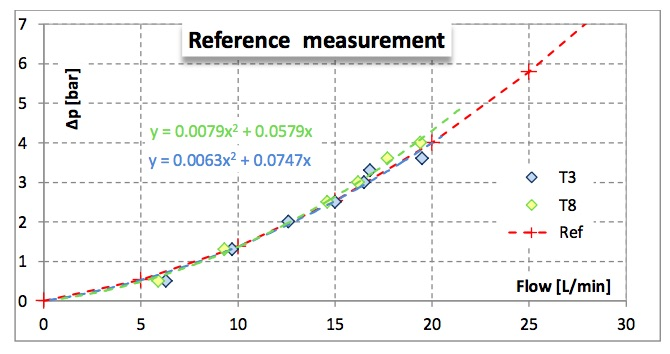 Reference measurement
Δp [bar]
7
6
5
4
3
2
1
0
y = 0.0079x² + 0.0579x
y = 0.0063x² + 0.0747x
T3
T8
Ref
Flow [L/min]
0 5 10 15 20 25 30